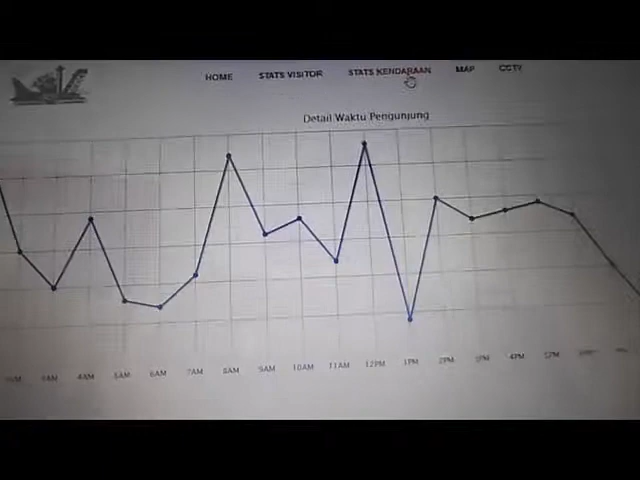 HOME STATS VISITOR STATS KENDARAAN MAP CCTV
Detail Waktu Pengunjung
4AM 5AM 6AM 7AM 8AM 9AM 10AM 11AM 12PM 1PM 2PM 3PM 4PM 5PM